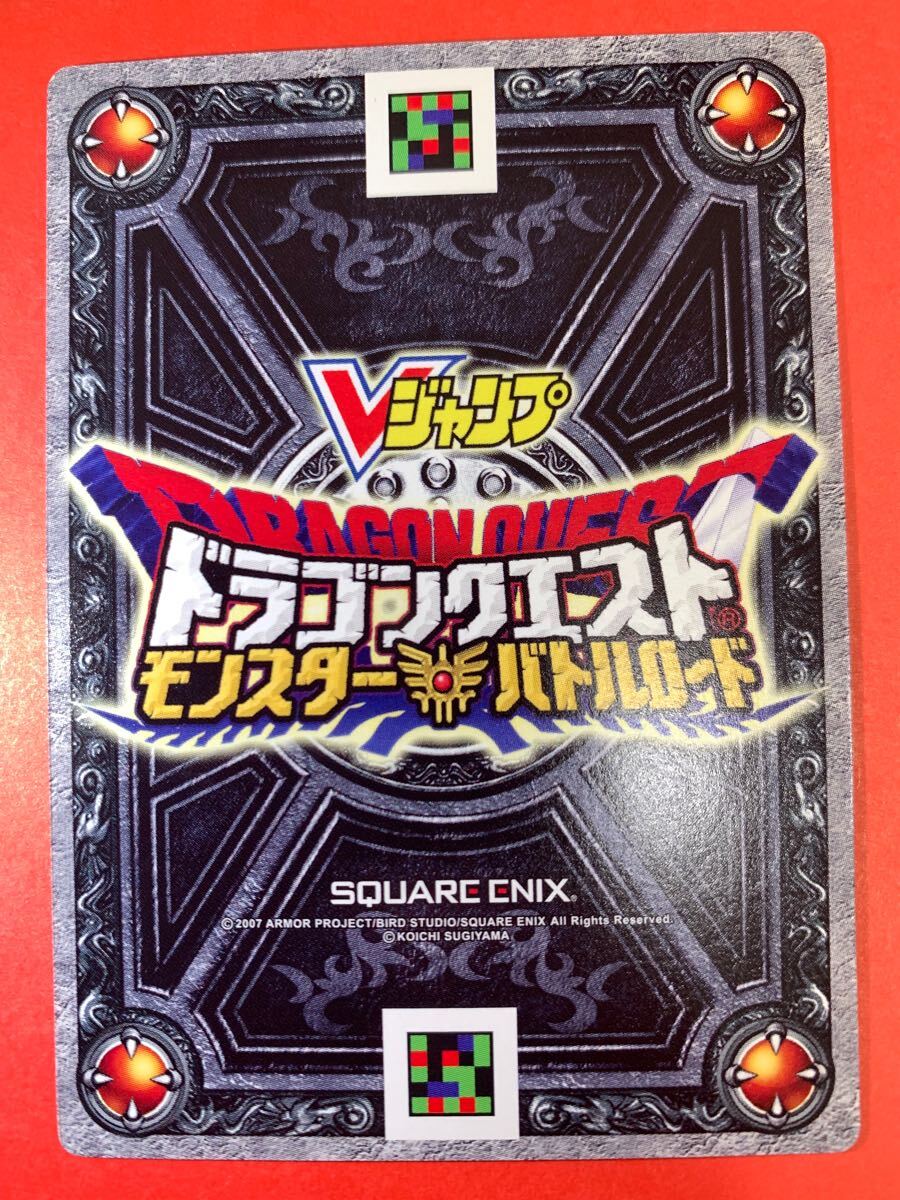 Vジャンプ
DRAGON QUEST
ドラゴンクエスト®
モンスターバトルロード
SQUARE ENIX®
© 2007 ARMOR PROJECT/BIRD STUDIO/SQUARE ENIX All Rights Reserved.
© KOICHI SUGIYAMA